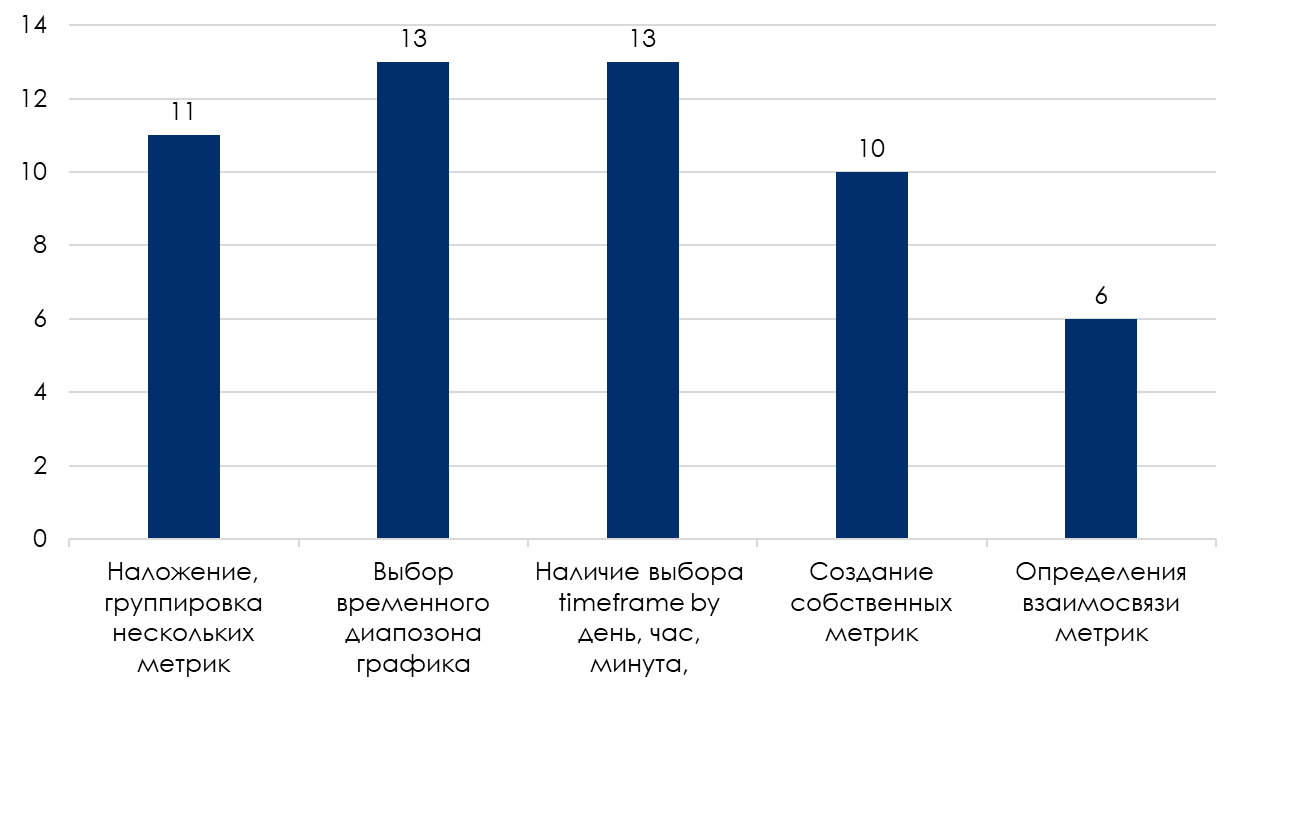 14
13
13
12
11
10
10
8
6
6
4
2
0
Наложение,
группировка
нескольких
метрик
Выбор
временного
диапозона
графика
Наличие выбора
timeframe by
день, час,
минута,
Создание
собственных
метрик
Определения
взаимосвязи
метрик